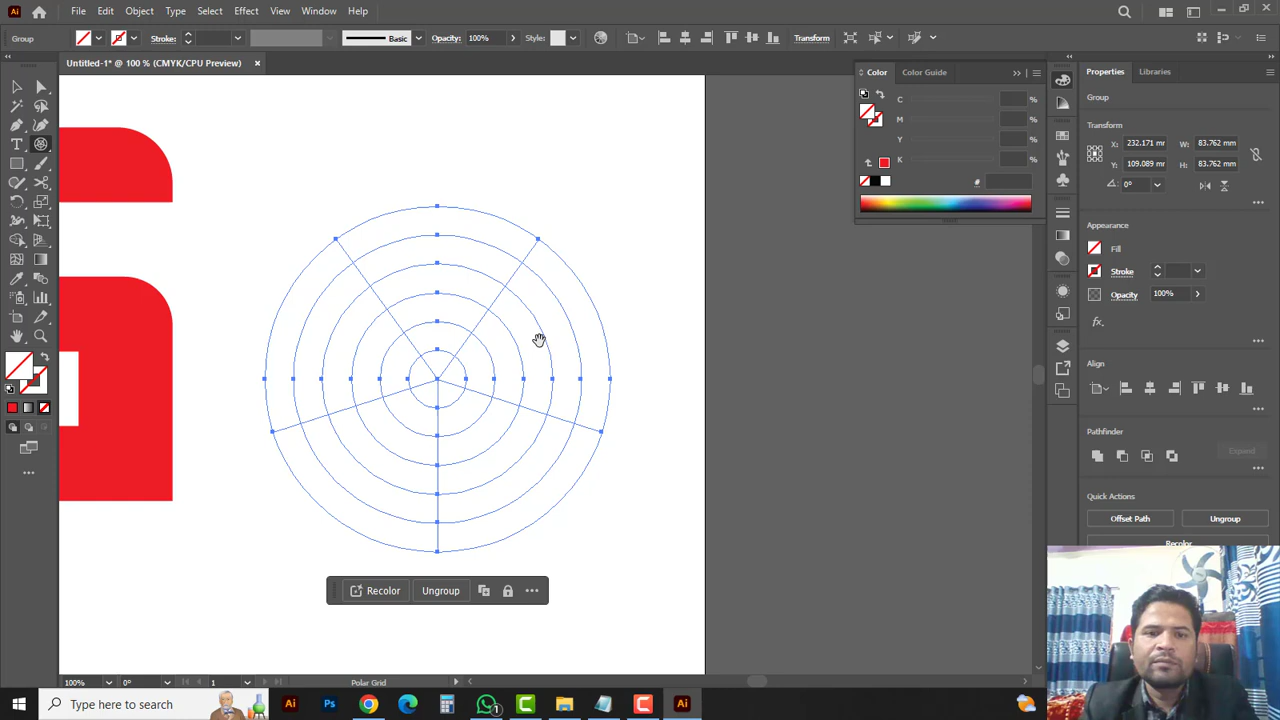 File Edit Object Type Select Effect View Window Help
Group Stroke: Basic Opacity: 100% Style: Transform
Untitled-1* @ 100 % (CMYK/CPU Preview)
Color Color Guide
C %
M %
Y %
K %
#
Properties Libraries
Group
Transform
X: 232.171 mm W: 83.762 mm
Y: 109.089 mm H: 83.762 mm
0°
Appearance
Fill
Stroke
Opacity 100%
fx.
Align
Pathfinder
Expand
Quick Actions
Offset Path Ungroup
Recolor
Recolor Ungroup
100% 0° 1 Polar Grid
Type here to search